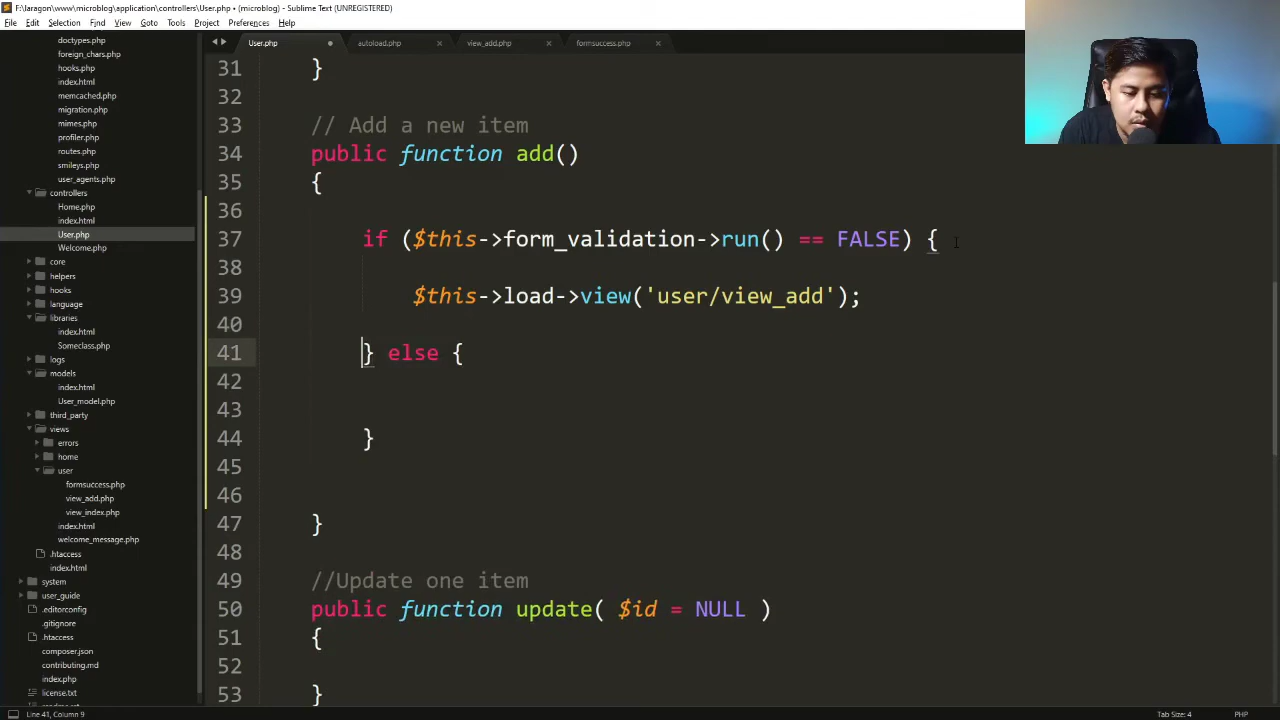 F:\laragon\www\microblog\application\controllers\User.php • (microblog) - Sublime Text (UNREGISTERED)
File Edit Selection Find View Goto Tools Project Preferences Help
User.php autoload.php view_add.php formsuccess.php
doctypes.php
foreign_chars.php
hooks.php
index.html
memcached.php
migration.php
mimes.php
profiler.php
routes.php
smileys.php
user_agents.php
controllers
Home.php
index.html
User.php
Welcome.php
core
helpers
hooks
language
libraries
index.html
Someclass.php
logs
models
index.html
User_model.php
third_party
views
errors
home
user
formsuccess.php
view_add.php
view_index.php
index.html
welcome_message.php
.htaccess
index.html
system
user_guide
.editorconfig
.gitignore
.htaccess
composer.json
contributing.md
index.php
license.txt
31 }
32
33 // Add a new item
34 public function add()
35 {
36
37 if ($this->form_validation->run() == FALSE) {
38
39 $this->load->view('user/view_add');
40
41 } else {
42
43
44 }
45
46
47 }
48
49 //Update one item
50 public function update( $id = NULL )
51 {
52
53 }
Line 41, Column 9 Tab Size: 4 PHP